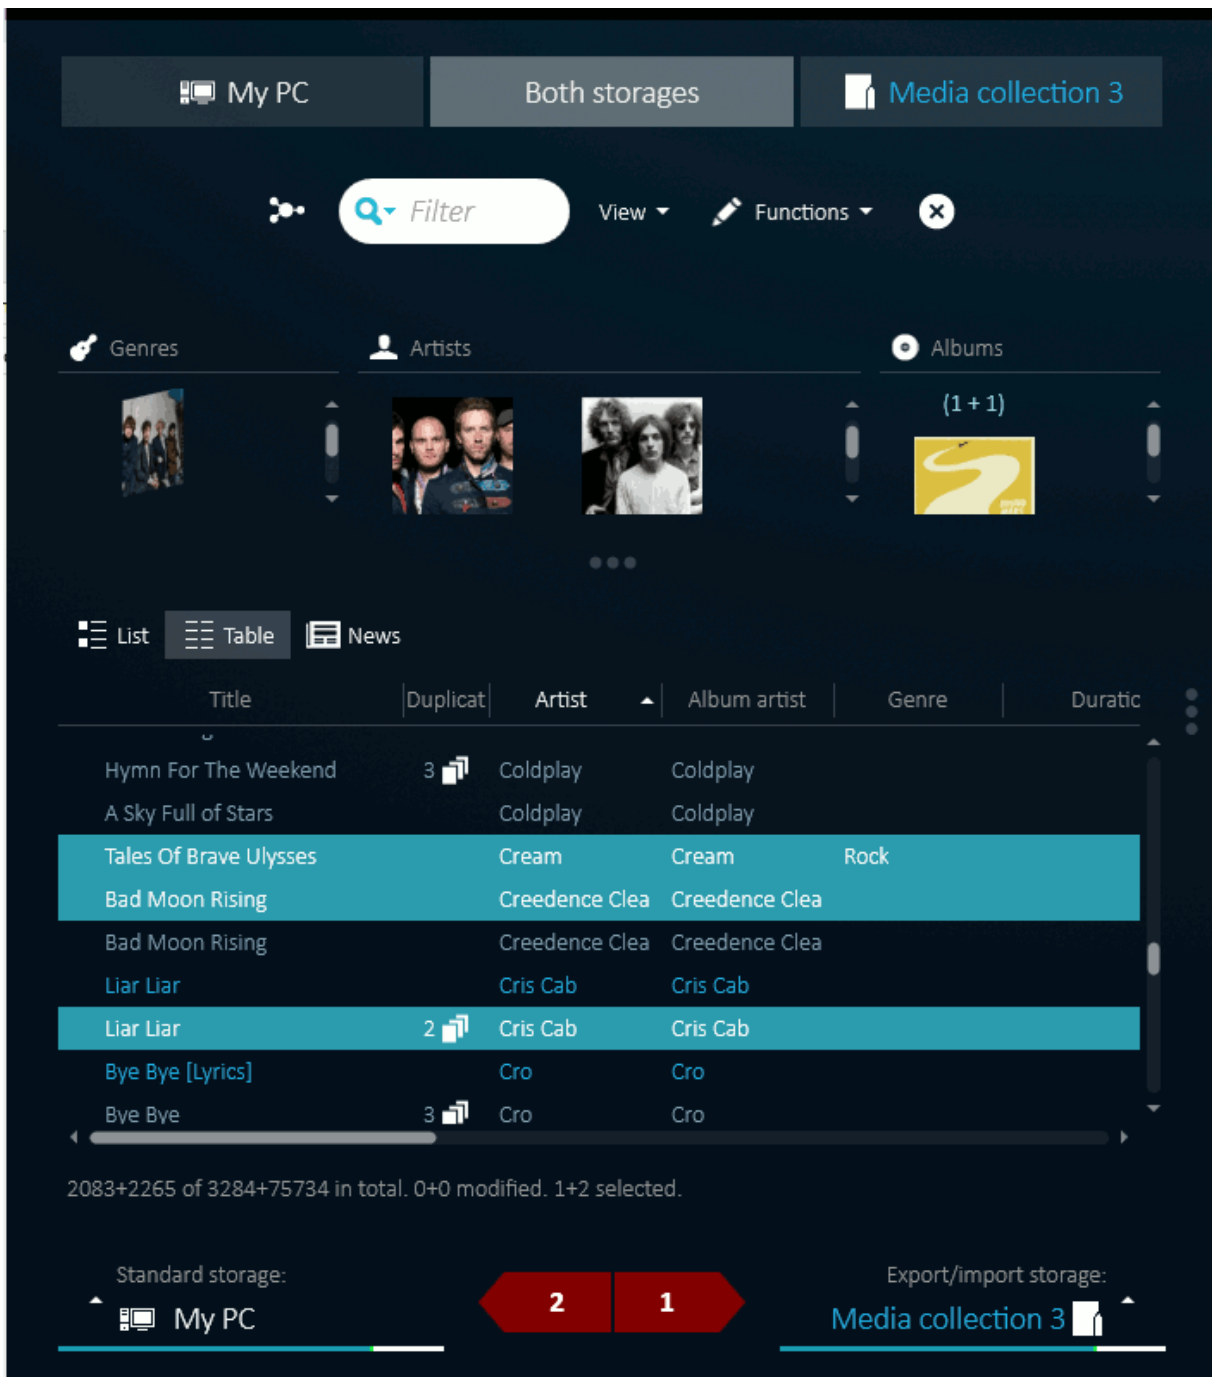 My PC
Both storages
Media collection 3
Filter
View
Functions
Genres
Artists
Albums
(1 + 1)
List
Table
News
Title Duplicat Artist Album artist Genre Duratic
Hymn For The Weekend 3 Coldplay Coldplay
A Sky Full of Stars Coldplay Coldplay
Tales Of Brave Ulysses Cream Cream Rock
Bad Moon Rising Creedence Clea Creedence Clea
Bad Moon Rising Creedence Clea Creedence Clea
Liar Liar Cris Cab Cris Cab
Liar Liar 2 Cris Cab Cris Cab
Bye Bye [Lyrics] Cro Cro
Bye Bye 3 Cro Cro
2083+2265 of 3284+75734 in total. 0+0 modified. 1+2 selected.
Standard storage:
My PC
2
1
Export/import storage:
Media collection 3